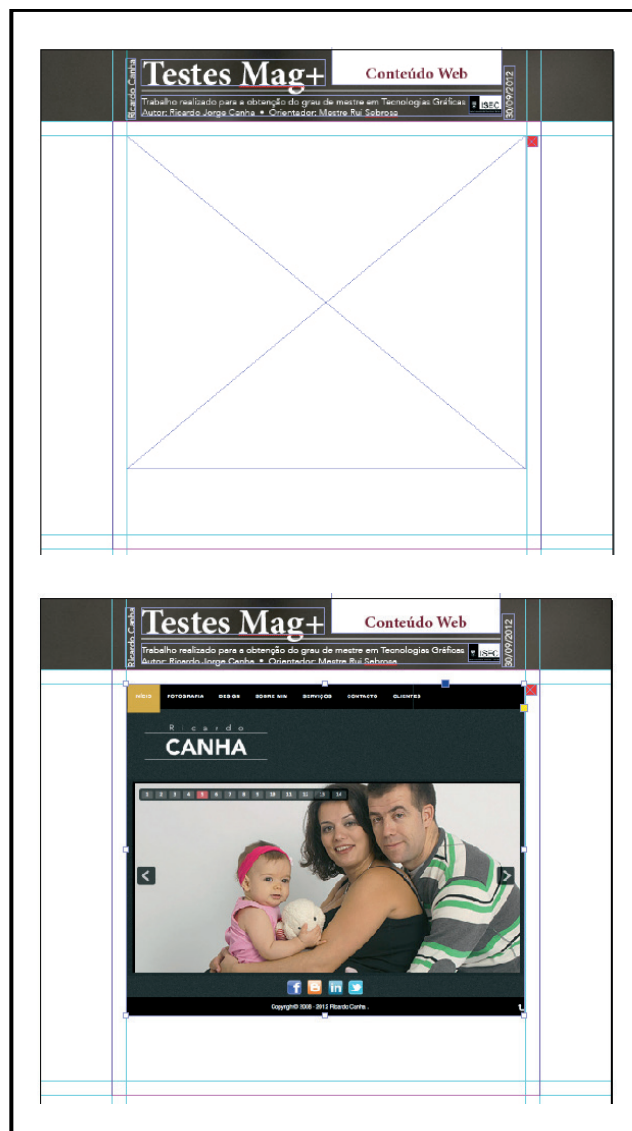 Ricardo Canha
Testes Mag+
Conteúdo Web
Trabalho realizado para a obtenção do grau de mestre em Tecnologias Gráficas
Autor: Ricardo Jorge Canha • Orientador: Mestre Rui Sebrosa
ISEC
30/09/2012
Ricardo Canha
Testes Mag+
Conteúdo Web
Trabalho realizado para a obtenção do grau de mestre em Tecnologias Gráficas
Autor: Ricardo Jorge Canha • Orientador: Mestre Rui Sebrosa
ISEC
30/09/2012
INÍCIO FOTOGRAFIA DESIGN SOBRE MIM SERVIÇOS CONTACTO CLIENTES
Ricardo
CANHA
1 2 3 4 5 6 7 8 9 10 11 12 13 14
Copyright© 2008 - 2012 Ricardo Canha .